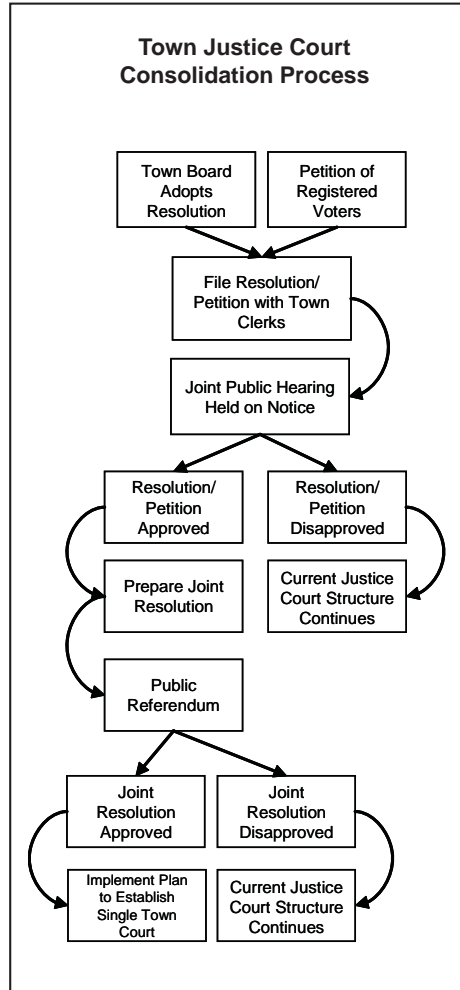 Town Justice Court
Consolidation Process
Town Board
Adopts
Resolution
Petition of
Registered
Voters
File Resolution/
Petition with Town
Clerks
Joint Public Hearing
Held on Notice
Resolution/
Petition
Approved
Resolution/
Petition
Disapproved
Prepare Joint
Resolution
Current Justice
Court Structure
Continues
Public
Referendum
Joint
Resolution
Approved
Joint
Resolution
Disapproved
Implement Plan
to Establish
Single Town
Court
Current Justice
Court Structure
Continues